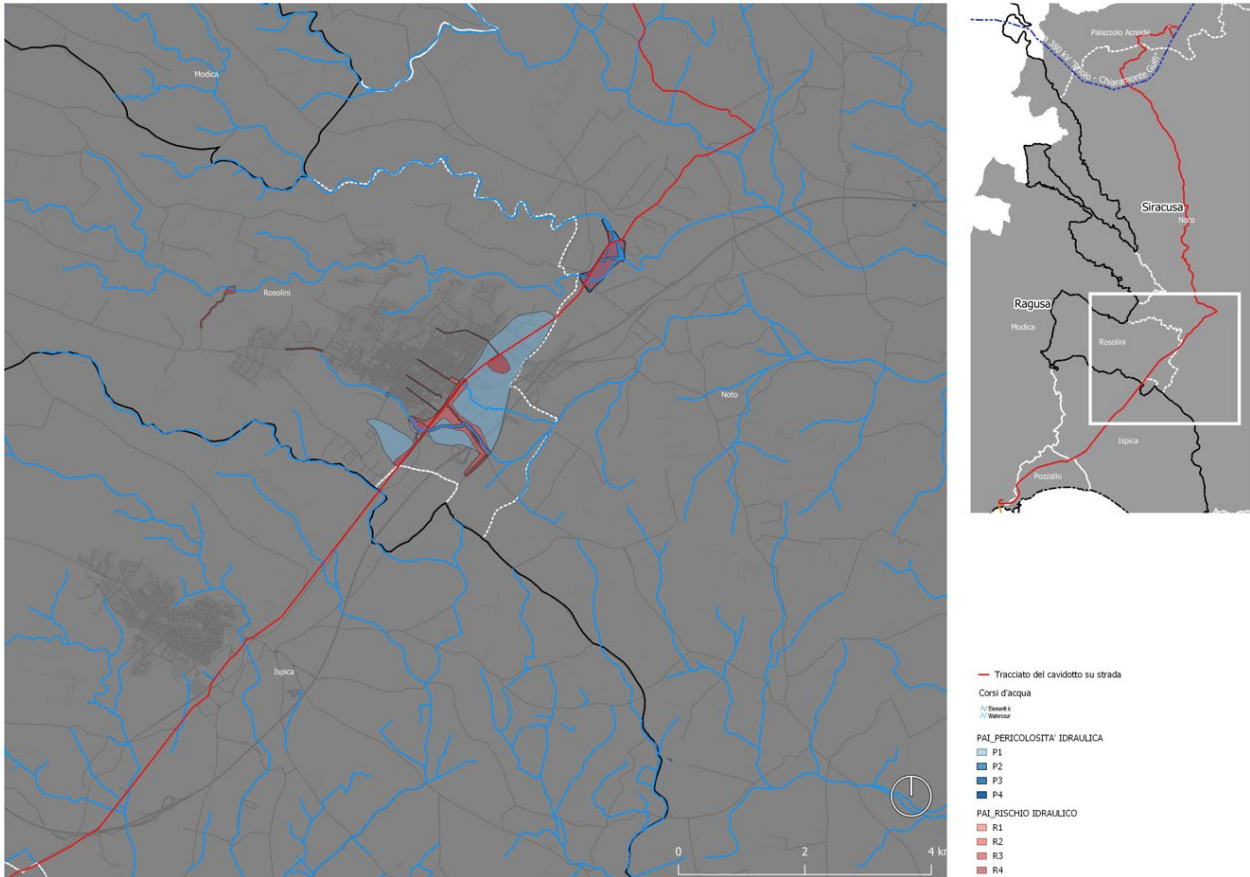 Modica
Rosolini
Noto
Ispica
0 2 4 km
Palazzolo Acreide
Siracusa
Noto
Ragusa
Modica
Rosolini
Ispica
Pozzallo
Tracciato del cavidotto su strada
Corsi d'acqua
PAI_PERICOLOSITA' IDRAULICA
P1
P2
P3
P4
PAI_RISCHIO IDRAULICO
R1
R2
R3
R4